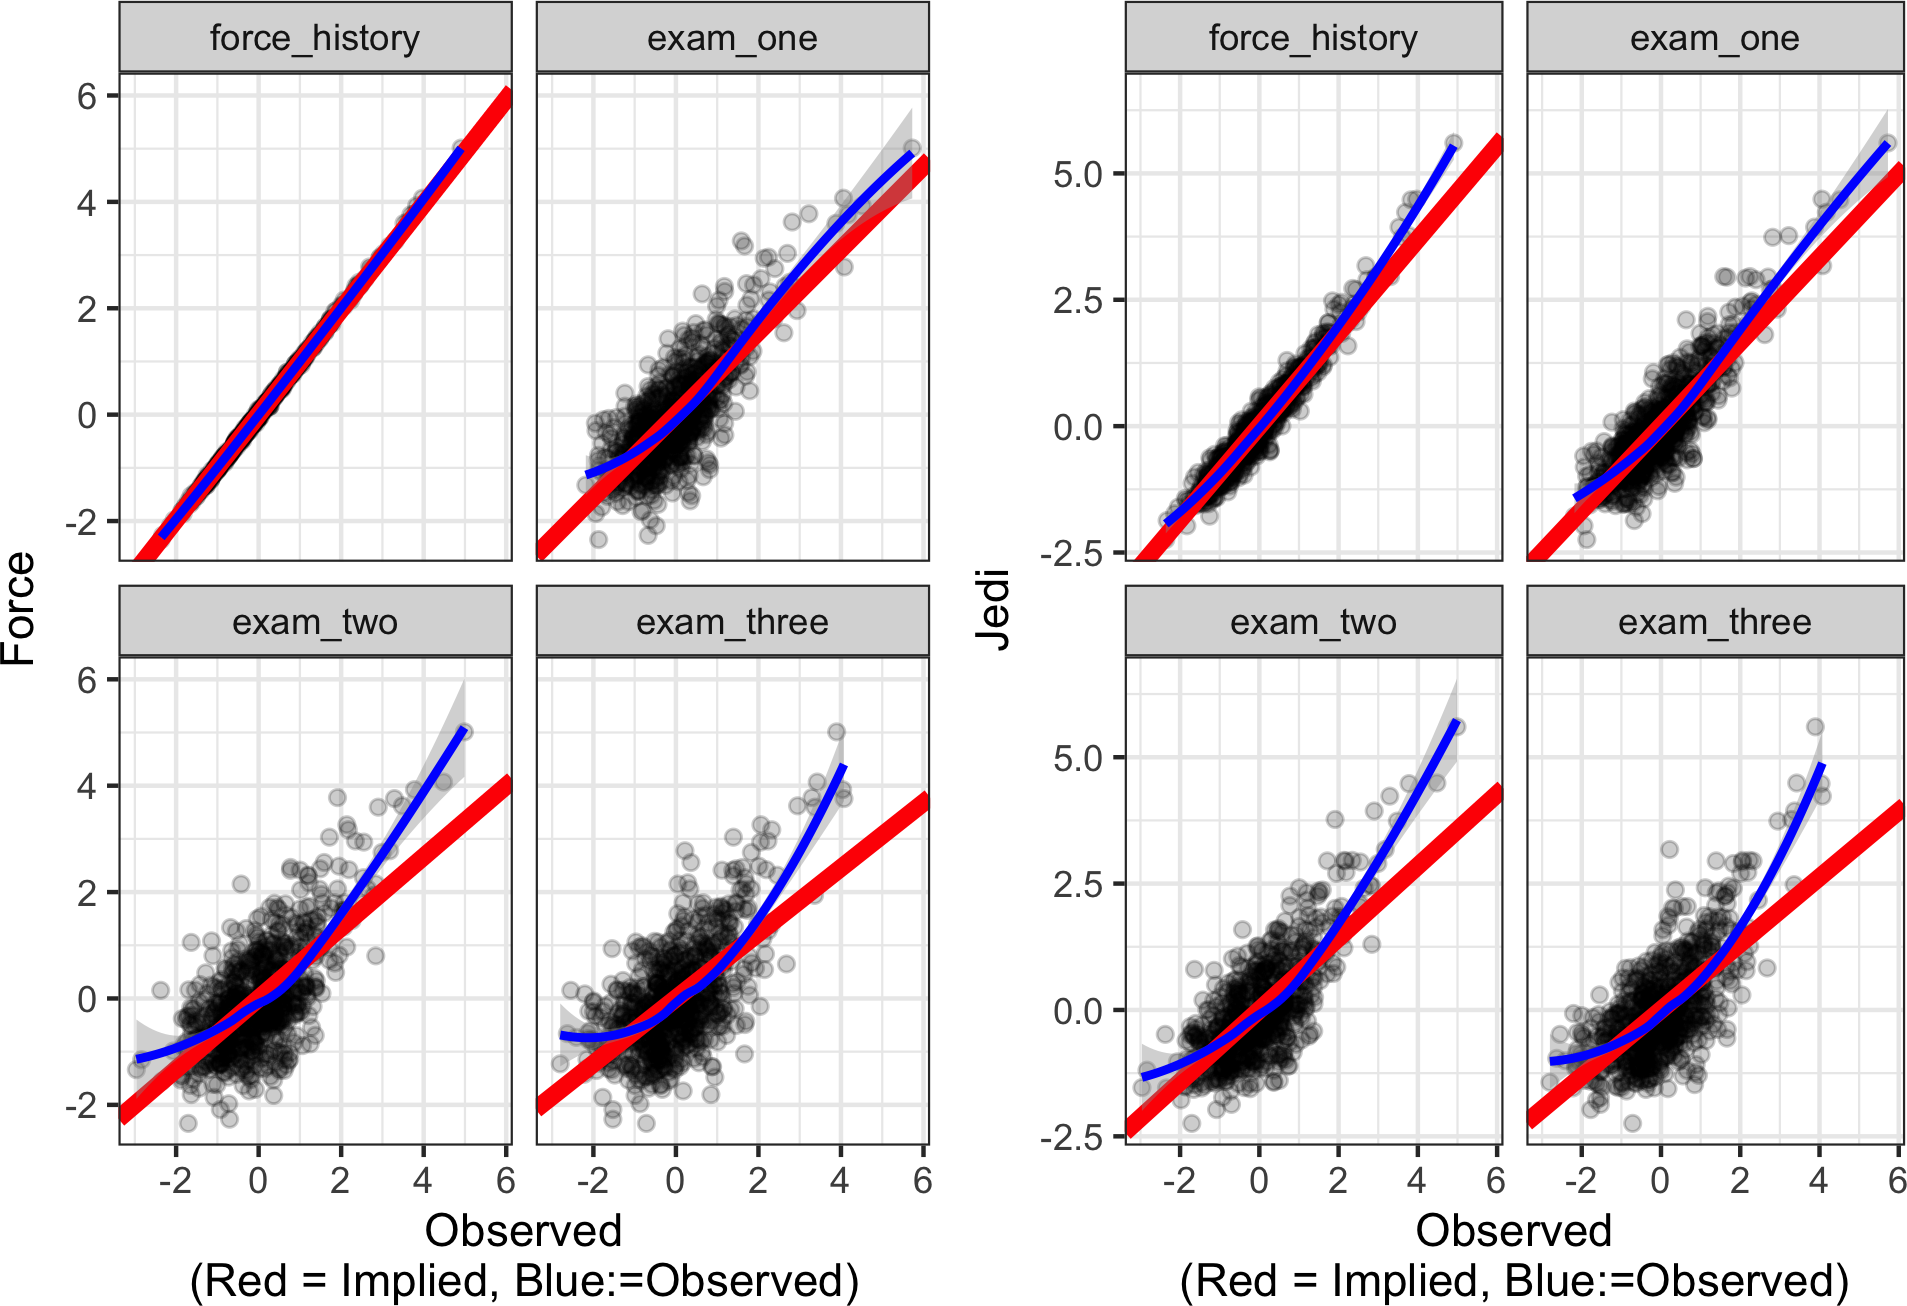 force_history
exam_one
6
4
2
0
-2
exam_two
exam_three
6
4
2
0
-2
-2 0 2 4 6
-2 0 2 4 6
Force
Observed
(Red = Implied, Blue:=Observed)
force_history
exam_one
5.0
2.5
0.0
-2.5
exam_two
exam_three
5.0
2.5
0.0
-2.5
-2 0 2 4 6
-2 0 2 4 6
Jedi
Observed
(Red = Implied, Blue:=Observed)